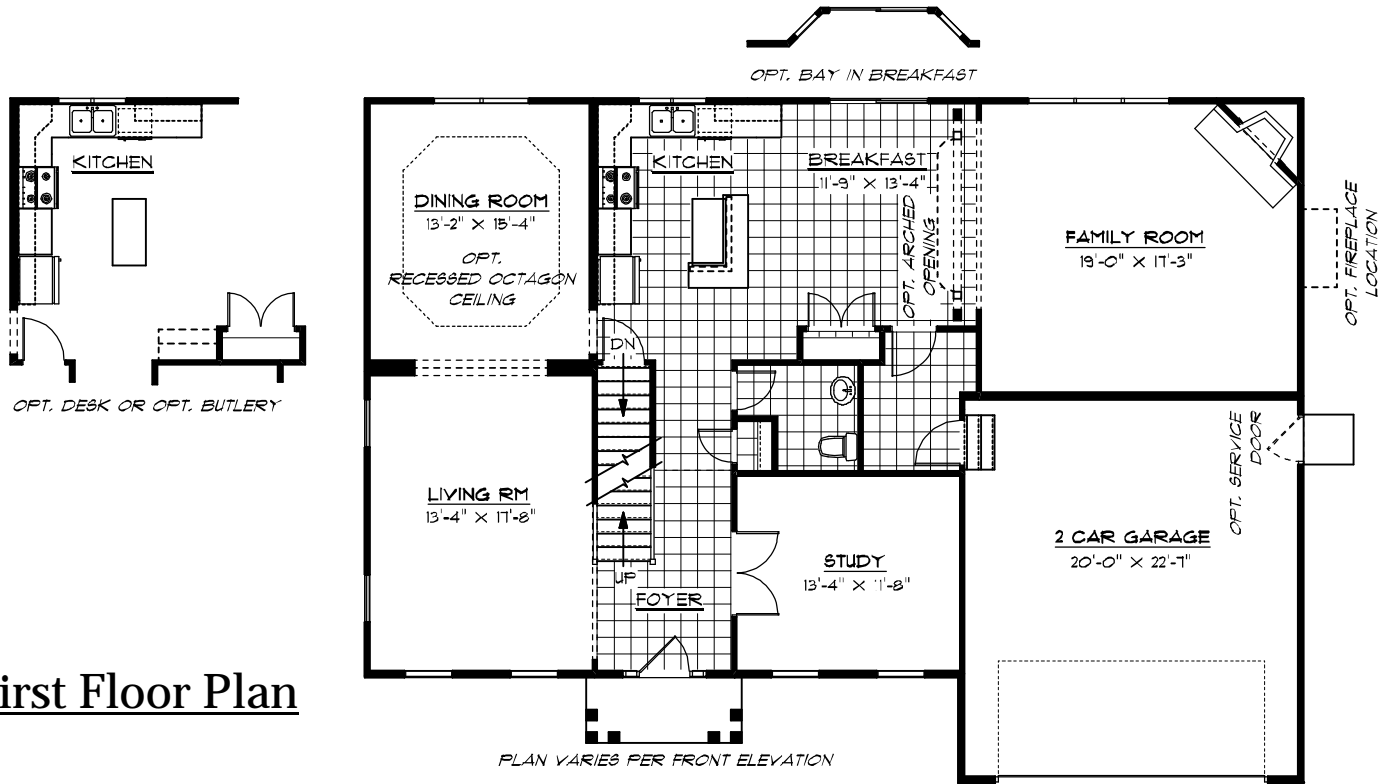 OPT. BAY IN BREAKFAST
KITCHEN
OPT. DESK OR OPT. BUTLERY
DINING ROOM
13'-2" X 15'-4"
OPT.
RECESSED OCTAGON
CEILING
KITCHEN
BREAKFAST
11'-9" X 13'-4"
OPT. ARCHED
OPENING
FAMILY ROOM
19'-0" X 17'-3"
OPT. FIREPLACE
LOCATION
DN
LIVING RM
13'-4" X 17'-8"
UP
FOYER
STUDY
13'-4" X
OPT. SERVICE
DOOR
2 CAR GARAGE
20'-0" X 22'-7"
irst Floor Plan
PLAN VARIES PER FRONT ELEVATION